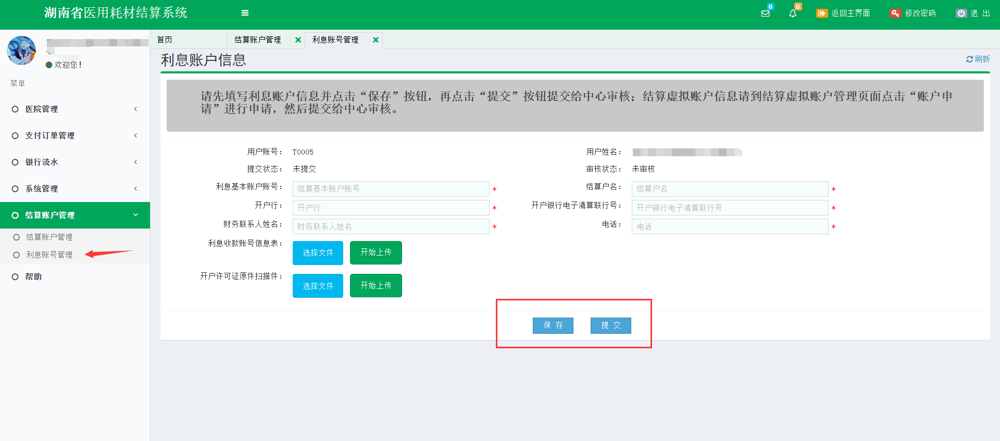 湖南省医用耗材结算系统
0
0
返回主界面
修改密码
退 出
欢迎您！
菜单
医院管理
支付订单管理
银行流水
系统管理
结算账户管理
结算账户管理
利息账号管理
帮助
首页
结算账户管理
利息账号管理
利息账户信息
刷新
请先填写利息账户信息并点击“保存”按钮，再点击“提交”按钮提交给中心审核；结算虚拟账户信息请到结算虚拟账户管理页面点击“账户申
请”进行申请，然后提交给中心审核。
用户账号： T0005
用户姓名：
提交状态： 未提交
审核状态： 未审核
利息基本账户账号： 结算基本账户账号 *
结算户名： 结算户名 *
开户行： 开户行 *
开户银行电子清算联行号： 开户银行电子清算联行号 *
财务联系人姓名： 财务联系人姓名 *
电话： 电话 *
利息收款账号信息表： 选择文件 开始上传
开户许可证原件扫描件： 选择文件 开始上传
保 存
提 交